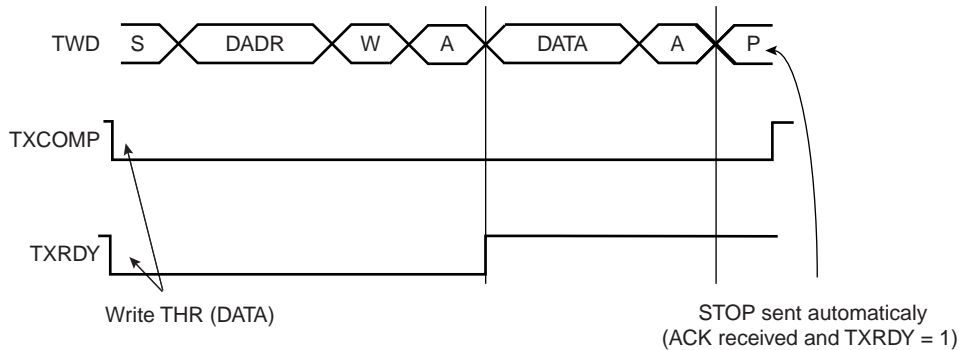 TWD S DADR W A DATA A P
TXCOMP
TXRDY
Write THR (DATA)
STOP sent automaticaly
(ACK received and TXRDY = 1)